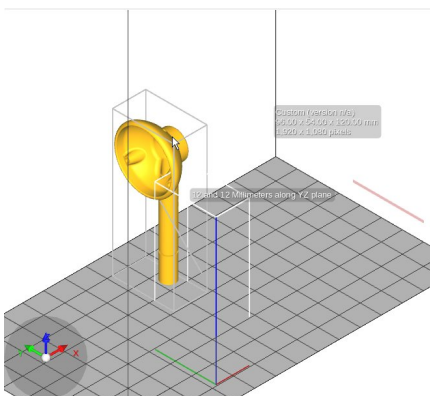 Custom (version n/a)
96.00 x 54.00 x 120.00 mm
1,920 x 1,080 pixels
and 12 Millimeters along YZ plane
X